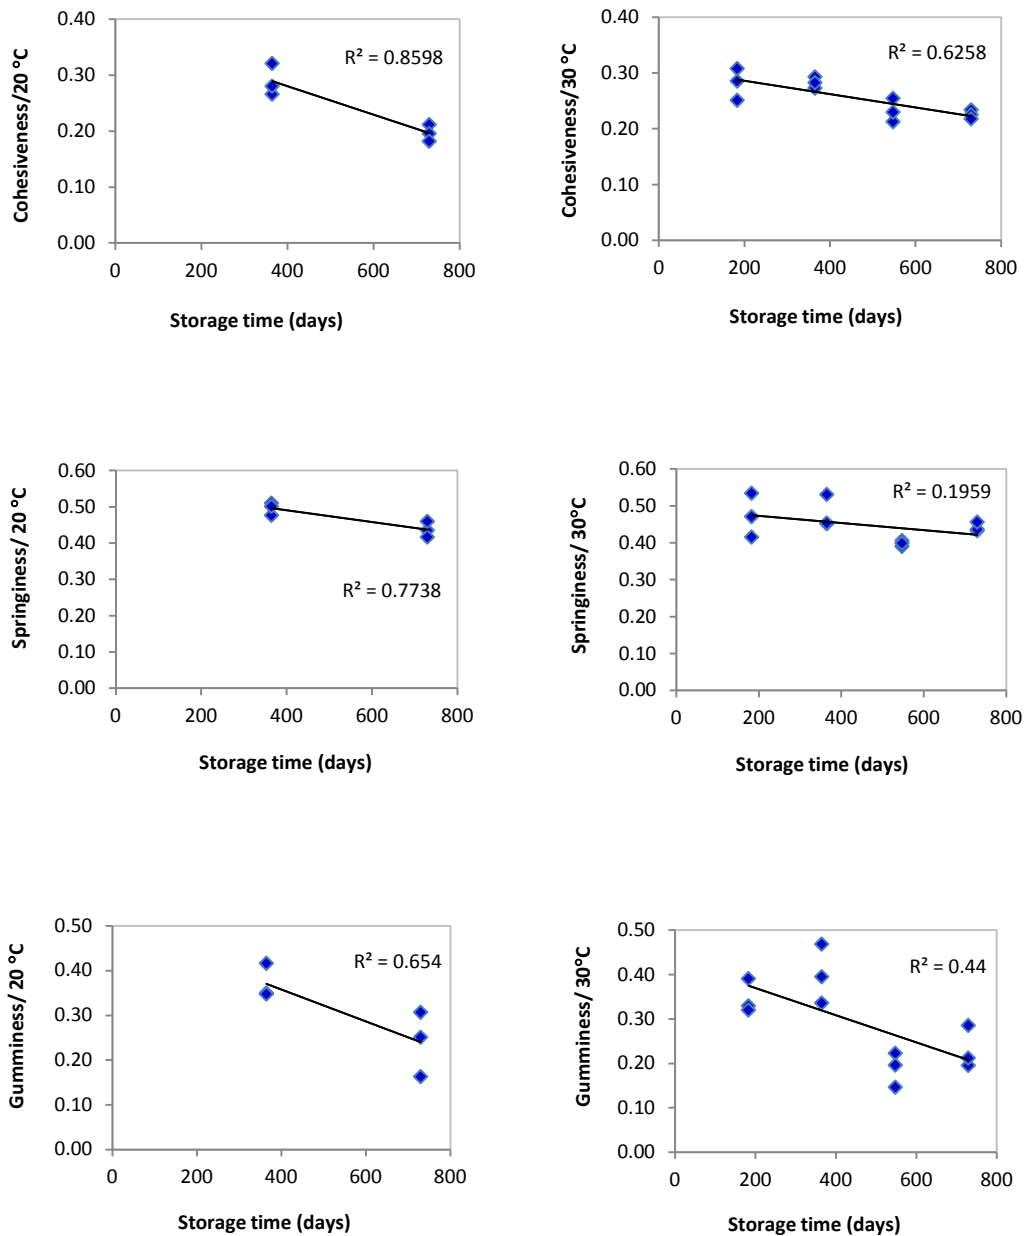 0.40
0.30
0.20
0.10
0.00
Cohesiveness/20 °C
R² = 0.8598
0 200 400 600 800
Storage time (days)
0.40
0.30
0.20
0.10
0.00
Cohesiveness/30 °C
R² = 0.6258
0 200 400 600 800
Storage time (days)
0.60
0.50
0.40
0.30
0.20
0.10
0.00
Springiness/ 20 °C
R² = 0.7738
0 200 400 600 800
Storage time (days)
0.60
0.50
0.40
0.30
0.20
0.10
0.00
Springiness/ 30°C
R² = 0.1959
0 200 400 600 800
Storage time (days)
0.50
0.40
0.30
0.20
0.10
0.00
Gumminess/ 20 °C
R² = 0.654
0 200 400 600 800
Storage time (days)
0.50
0.40
0.30
0.20
0.10
0.00
Gumminess/ 30°C
R² = 0.44
0 200 400 600 800
Storage time (days)